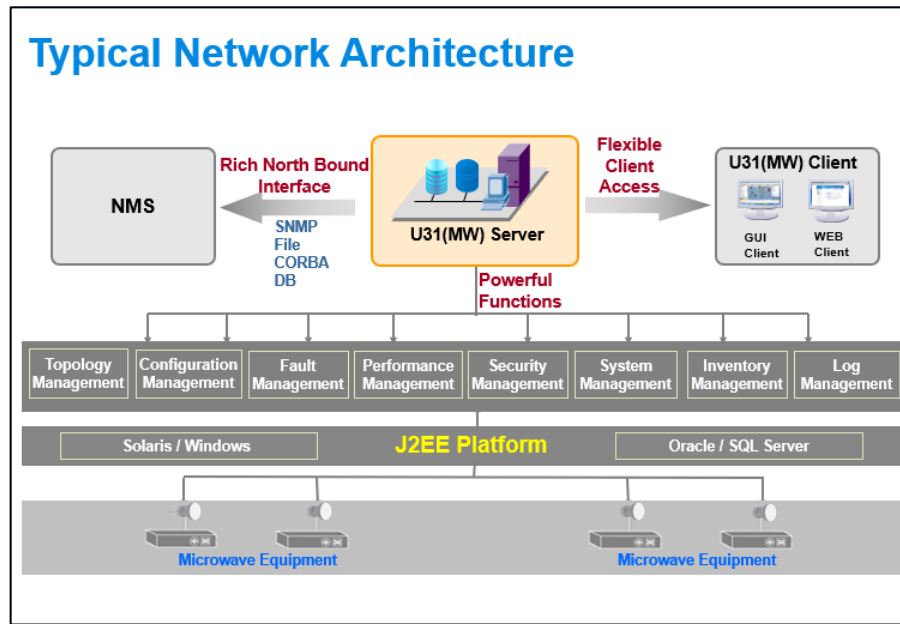 Typical Network Architecture
NMS
Rich North Bound
Interface
SNMP
File
CORBA
DB
U31(MW) Server
Flexible
Client
Access
U31(MW) Client
GUI
Client
WEB
Client
Powerful
Functions
Topology
Management
Configuration
Management
Fault
Management
Performance
Management
Security
Management
System
Management
Inventory
Management
Log
Management
Solaris / Windows
J2EE Platform
Oracle / SQL Server
Microwave Equipment
Microwave Equipment